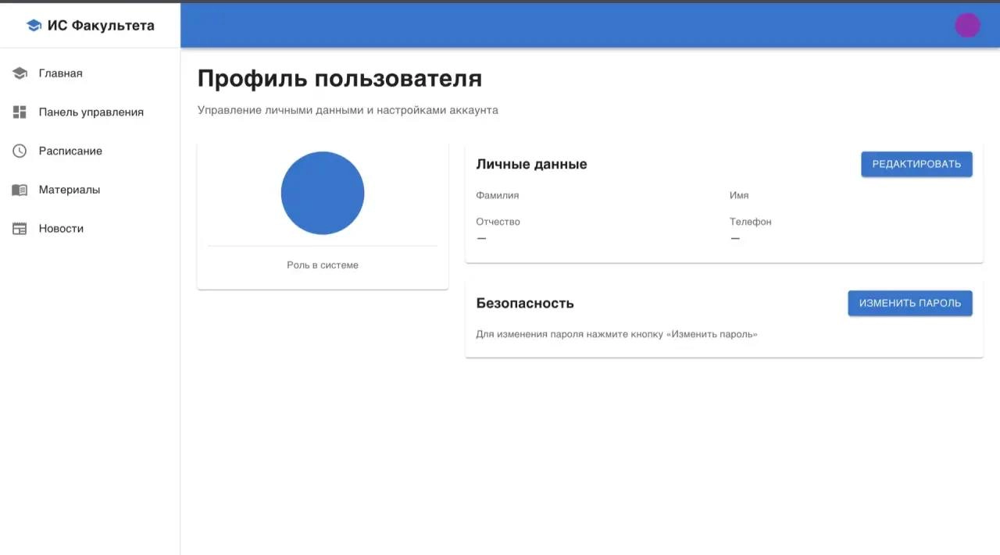 ИС Факультета
Главная
Панель управления
Расписание
Материалы
Новости
Профиль пользователя
Управление личными данными и настройками аккаунта
Роль в системе
Личные данные
РЕДАКТИРОВАТЬ
Фамилия
Имя
Отчество
Телефон
—
—
Безопасность
ИЗМЕНИТЬ ПАРОЛЬ
Для изменения пароля нажмите кнопку «Изменить пароль»